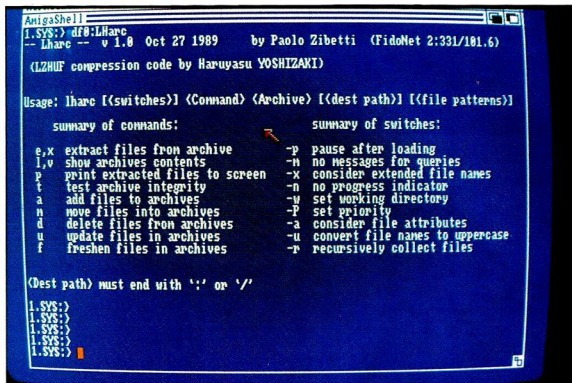 AmigaShell
1.SYS:> df0:LHarc
-- Lharc -- v 1.0 Oct 27 1989 by Paolo Zibetti (FidoNet 2:331/101.6)
(LZHUF compression code by Haruyasu YOSHIZAKI)
Usage: lharc [<switches>] <Command> <Archive> [<dest path>] [<file patterns>]
summary of commands: summary of switches:
e,x extract files from archive -p pause after loading
l,v show archives contents -m no messages for queries
p print extracted files to screen -x consider extended file names
t test archive integrity -n no progress indicator
a add files to archives -w set working directory
m move files into archives -P set priority
d delete files from archives -a consider file attributes
u update files in archives -u convert file names to uppercase
f freshen files in archives -r recursively collect files
<Dest path> must end with ':' or '/'
1.SYS:>
1.SYS:>
1.SYS:>
1.SYS:>
1.SYS:>